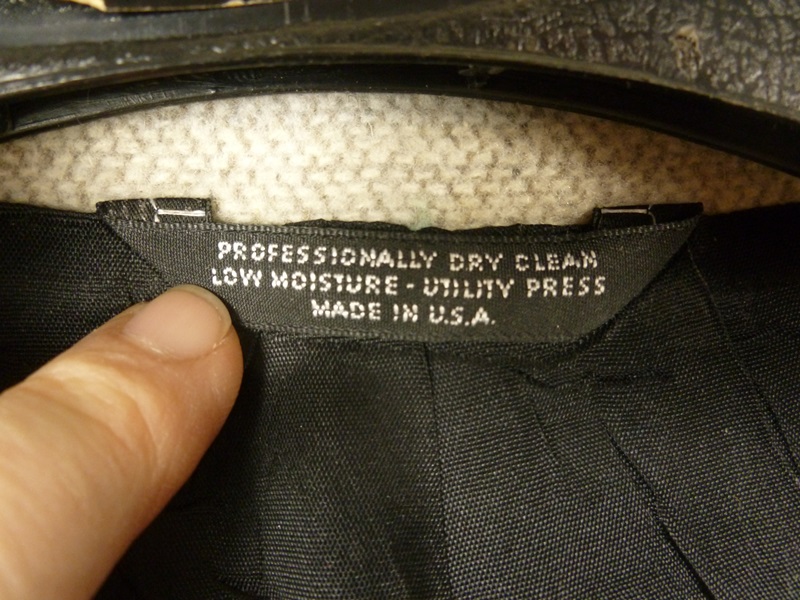 PROFESSIONALLY DRY CLEAN
LOW MOISTURE - UTILITY PRESS
MADE IN U.S.A.